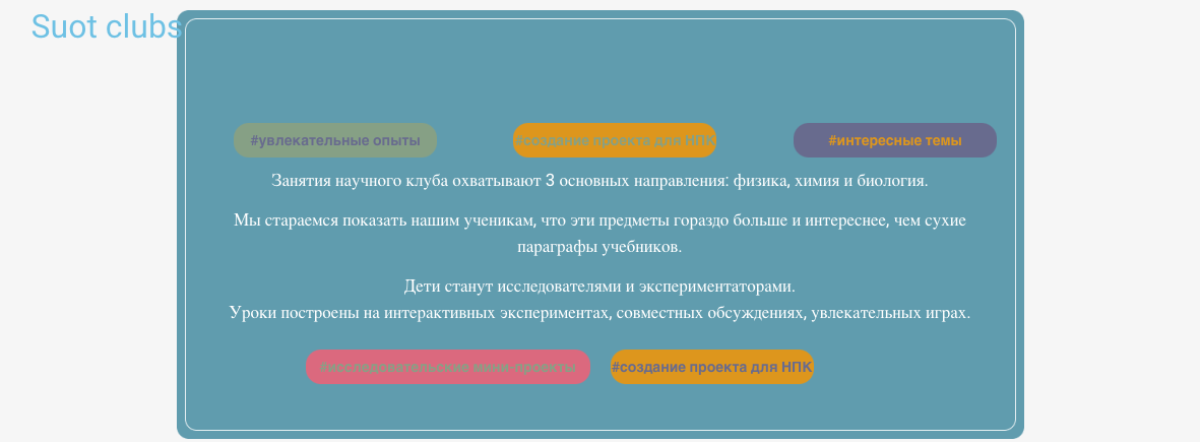 Suot clubs
#увлекательные опыты #создание проекта для НПК #интересные темы
Занятия научного клуба охватывают 3 основных направления: физика, химия и биология.
Мы стараемся показать нашим ученикам, что эти предметы гораздо больше и интереснее, чем сухие
параграфы учебников.
Дети станут исследователями и экспериментаторами.
Уроки построены на интерактивных экспериментах, совместных обсуждениях, увлекательных играх.
#исследовательские мини-проекты #создание проекта для НПК